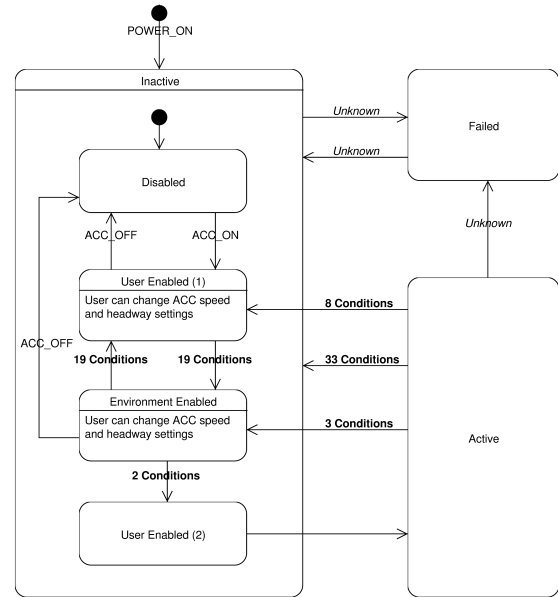 POWER_ON
Inactive
Unknown
Failed
Unknown
Disabled
Unknown
ACC_OFF
ACC_ON
User Enabled (1)
User can change ACC speed
and headway settings
8 Conditions
ACC_OFF
19 Conditions
19 Conditions
33 Conditions
Environment Enabled
User can change ACC speed
and headway settings
3 Conditions
Active
2 Conditions
User Enabled (2)